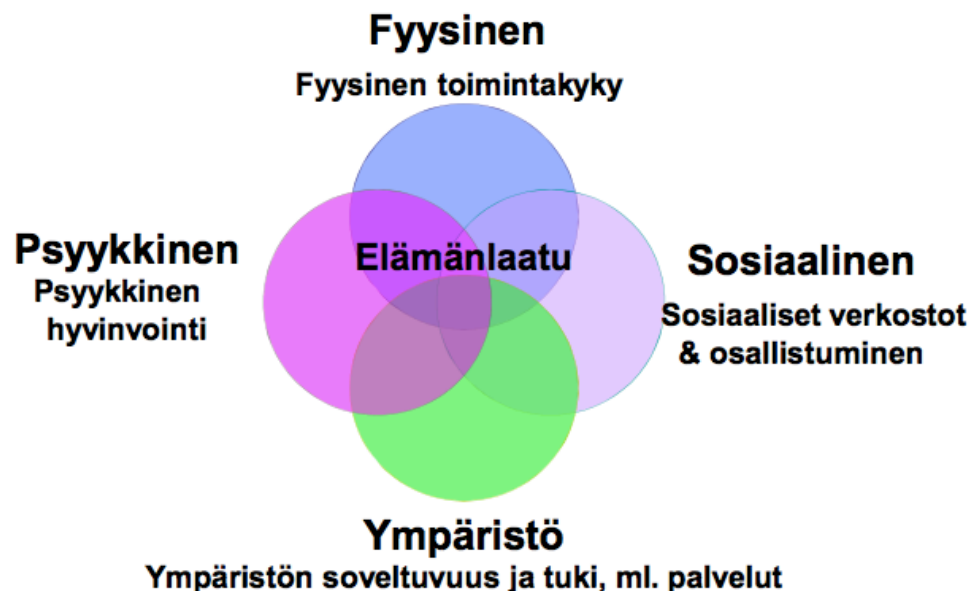 Fyysinen
Fyysinen toimintakyky
Psyykkinen
Psyykkinen
hyvinvointi
Elämänlaatu
Sosiaalinen
Sosiaaliset verkostot
& osallistuminen
Ympäristö
Ympäristön soveltuvuus ja tuki, ml. palvelut